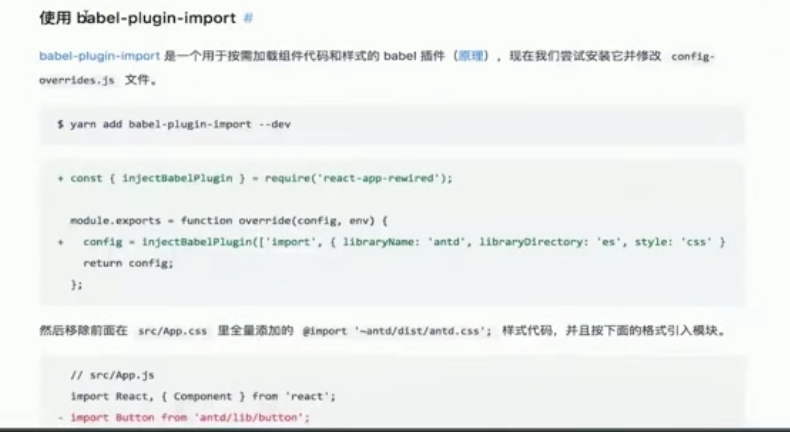 使用 babel-plugin-import #
babel-plugin-import 是一个用于按需加载组件代码和样式的 babel 插件（原理），现在我们尝试安装它并修改 config-
overrides.js 文件。
$ yarn add babel-plugin-import --dev
+ const { injectBabelPlugin } = require('react-app-rewired');
module.exports = function override(config, env) {
+ config = injectBabelPlugin(['import', { libraryName: 'antd', libraryDirectory: 'es', style: 'css' }
return config;
};
然后移除前面在 src/App.css 里全量添加的 @import '~antd/dist/antd.css'; 样式代码，并且按下面的格式引入模块。
// src/App.js
import React, { Component } from 'react';
- import Button from 'antd/lib/button';